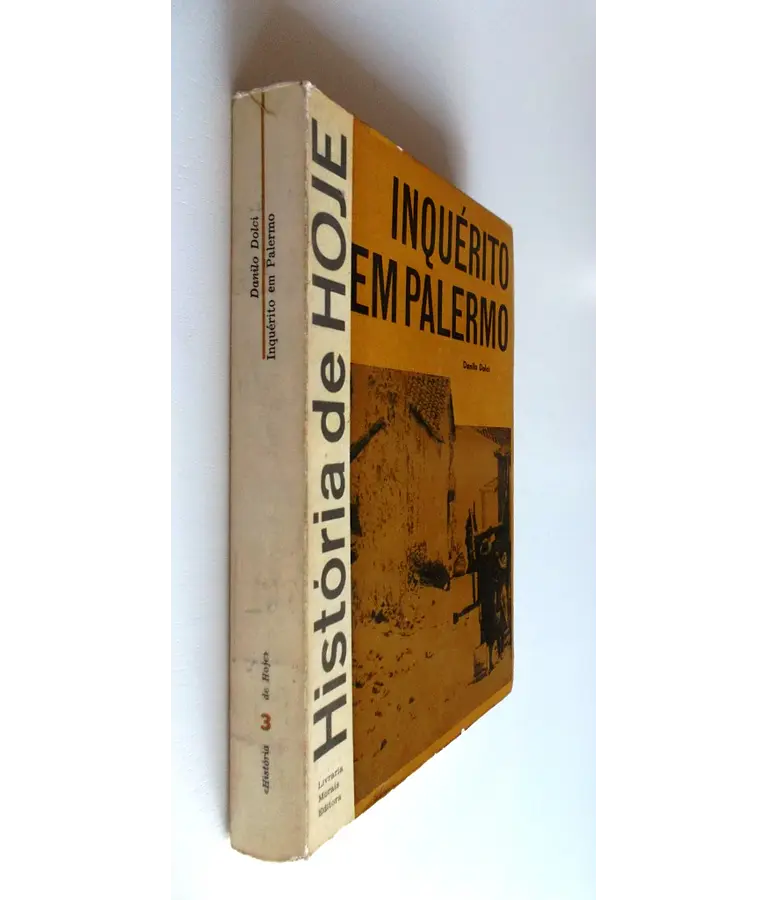 Danilo Dolci
Inquérito em Palermo
«História 3 de Hoje»
História de HOJE
Livraria
Morais
Editora
INQUÉRITO
EM PALERMO
Danilo Dolci